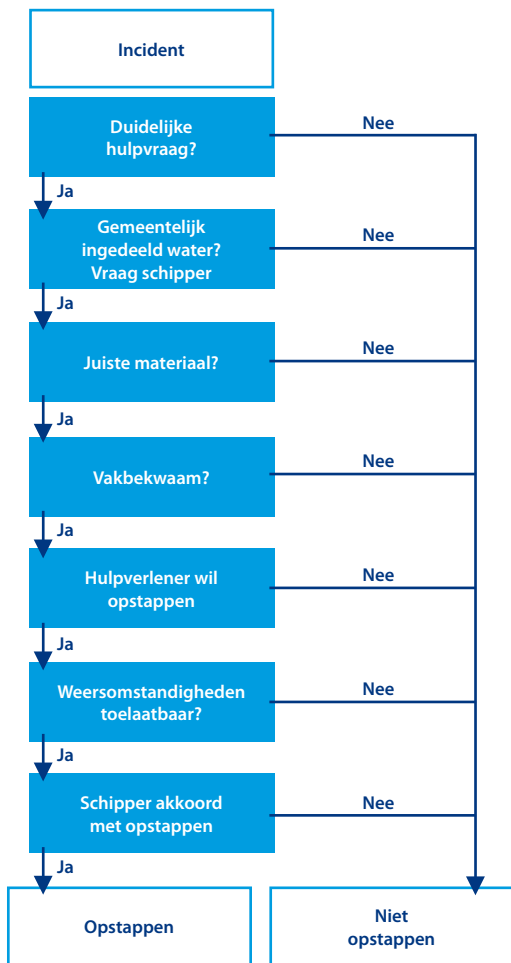 Incident
Duidelijke
hulpvraag?
Nee
Ja
Gemeentelijk
ingedeeld water?
Vraag schipper
Nee
Ja
Juiste materiaal?
Nee
Ja
Vakbekwaam?
Nee
Ja
Hulpverlener wil
opstappen
Nee
Ja
Weersomstandigheden
toelaatbaar?
Nee
Ja
Schipper akkoord
met opstappen
Nee
Ja
Opstappen
Niet
opstappen